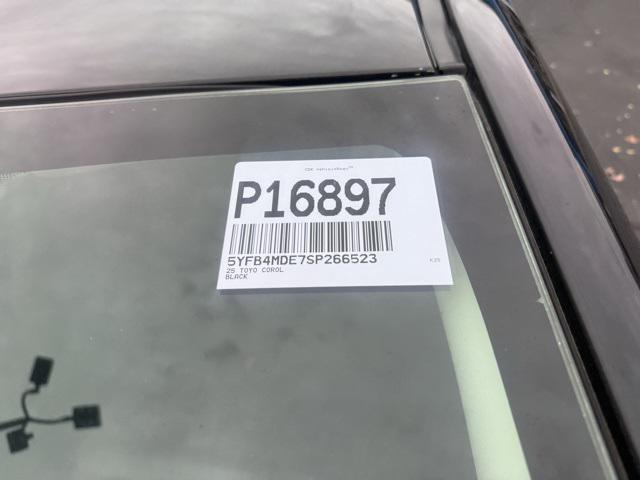 P16897
5YFB4MDE7SP266523
25 TOYO COROL
BLACK